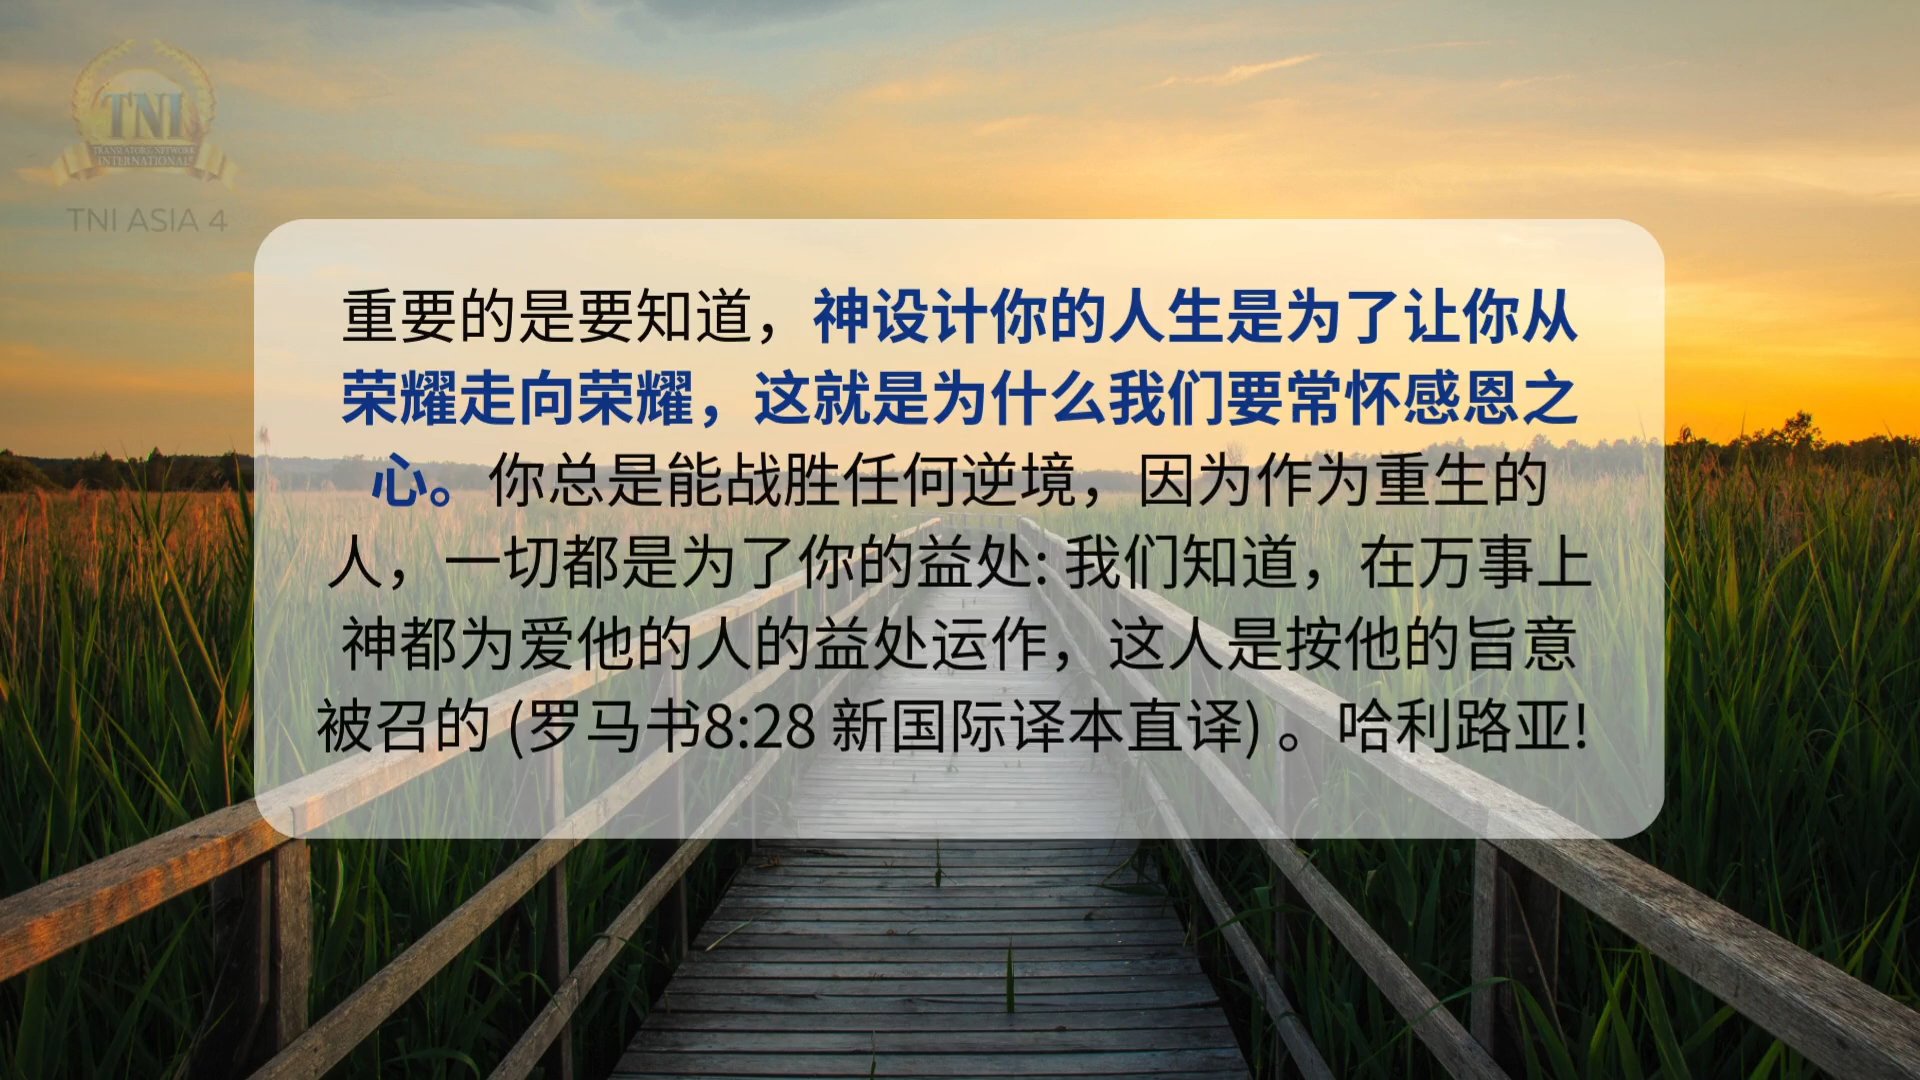 TNI
TRANSLATORS NETWORK
INTERNATIONAL
TNI ASIA 4
重要的是要知道，神设计你的人生是为了让你从
荣耀走向荣耀，这就是为什么我们要常怀感恩之
心。你总是能战胜任何逆境，因为作为重生的
人，一切都是为了你的益处: 我们知道，在万事上
神都为爱他的人的益处运作，这人是按他的旨意
被召的 (罗马书8:28 新国际译本直译) 。哈利路亚!